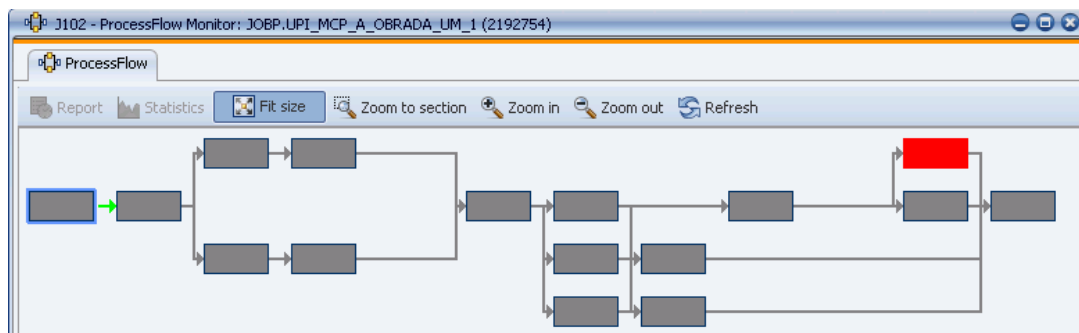 J102 - ProcessFlow Monitor: JOBP.UPI_MCP_A_OBRADA_UM_1 (2192754)
ProcessFlow
Report Statistics Fit size Zoom to section Zoom in Zoom out Refresh